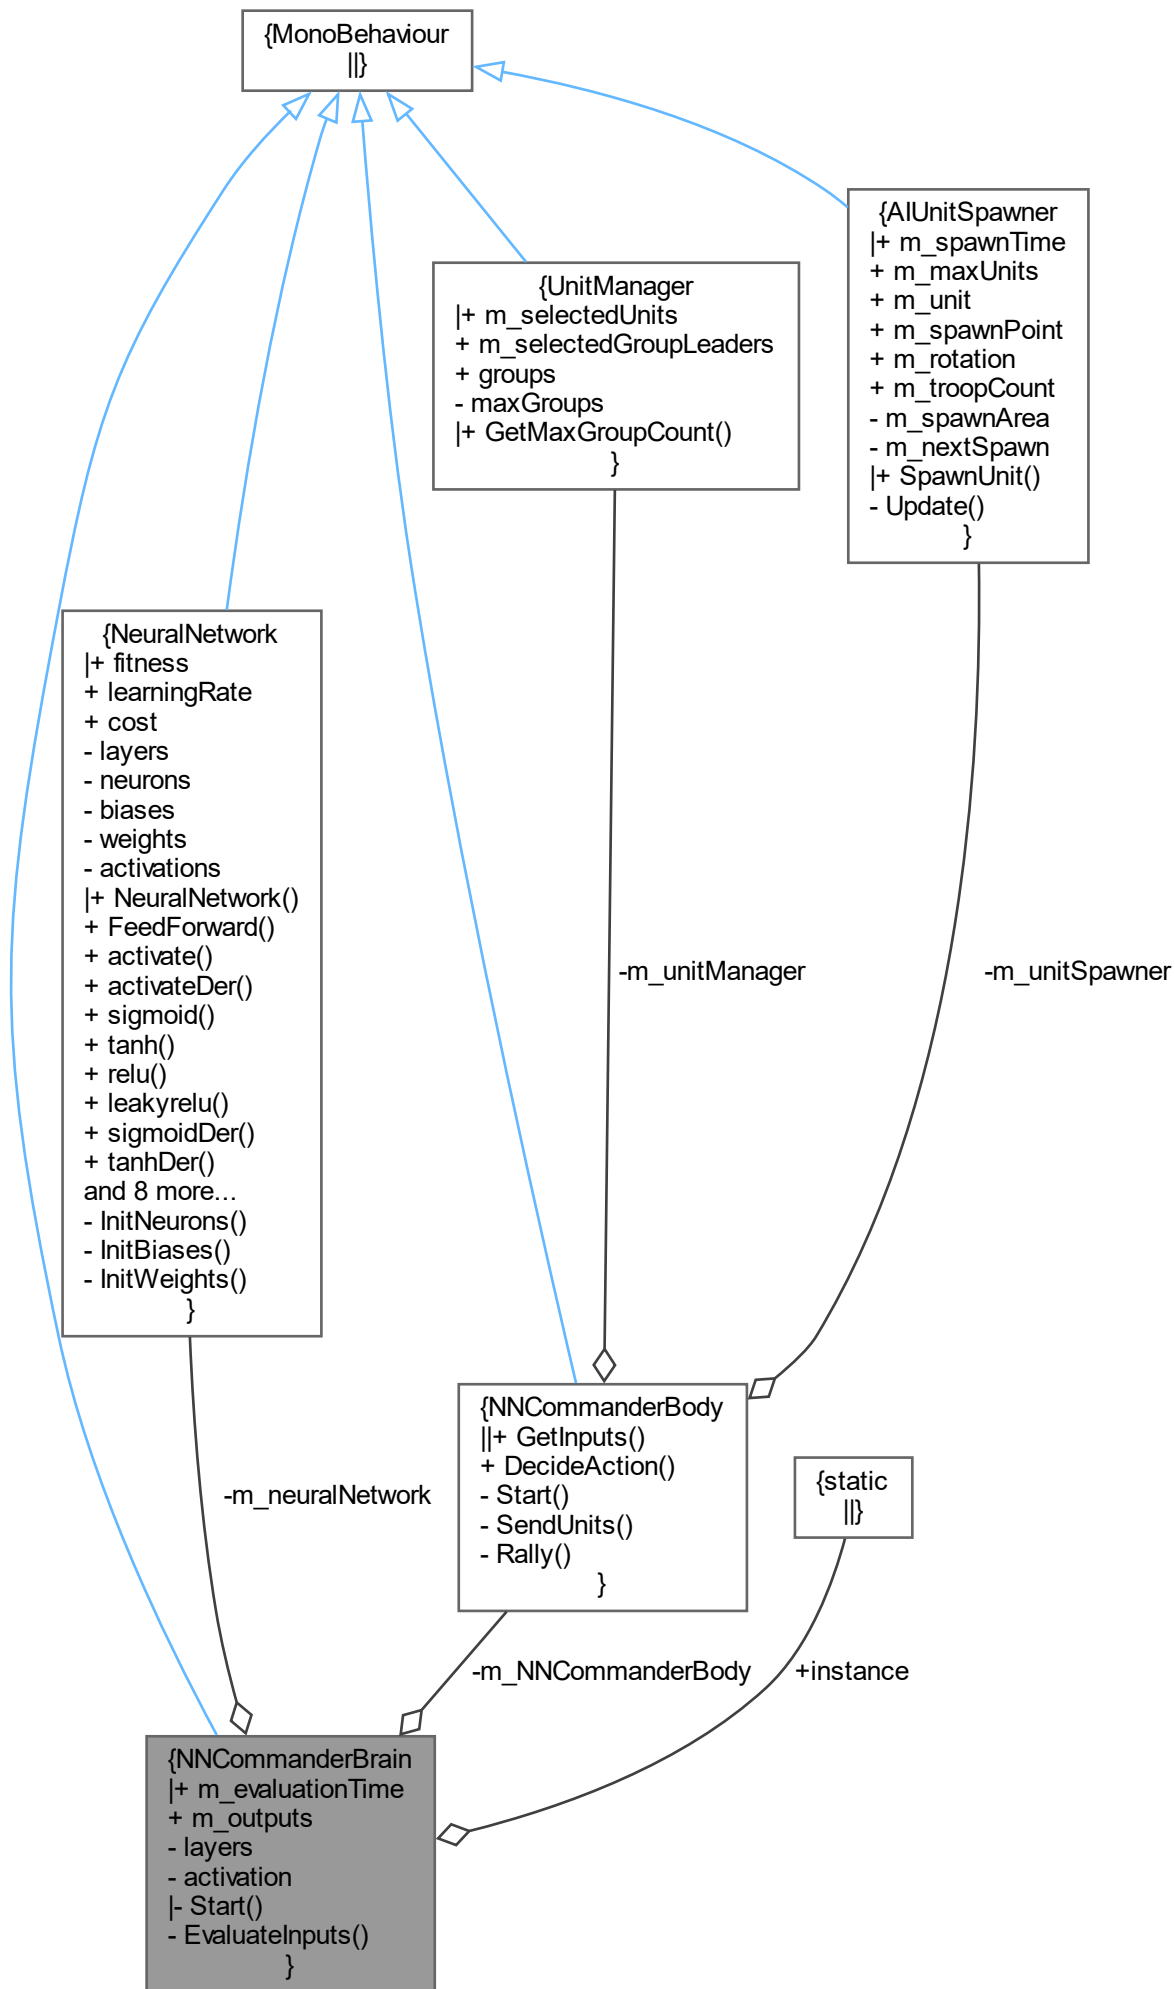 {MonoBehaviour
||}
{AIUnitSpawner
|+ m_spawnTime
+ m_maxUnits
+ m_unit
+ m_spawnPoint
+ m_rotation
+ m_troopCount
- m_spawnArea
- m_nextSpawn
|+ SpawnUnit()
- Update()
}
{UnitManager
|+ m_selectedUnits
+ m_selectedGroupLeaders
+ groups
- maxGroups
|+ GetMaxGroupCount()
}
{NeuralNetwork
|+ fitness
+ learningRate
+ cost
- layers
- neurons
- biases
- weights
- activations
|+ NeuralNetwork()
+ FeedForward()
+ activate()
+ activateDer()
+ sigmoid()
+ tanh()
+ relu()
+ leakyrelu()
+ sigmoidDer()
+ tanhDer()
and 8 more...
- InitNeurons()
- InitBiases()
- InitWeights()
}
-m_unitManager
-m_unitSpawner
{NNCommanderBody
||+ GetInputs()
+ DecideAction()
- Start()
- SendUnits()
- Rally()
}
{static
||}
-m_neuralNetwork
-m_NNCommanderBody
+instance
{NNCommanderBrain
|+ m_evaluationTime
+ m_outputs
- layers
- activation
|- Start()
- EvaluateInputs()
}